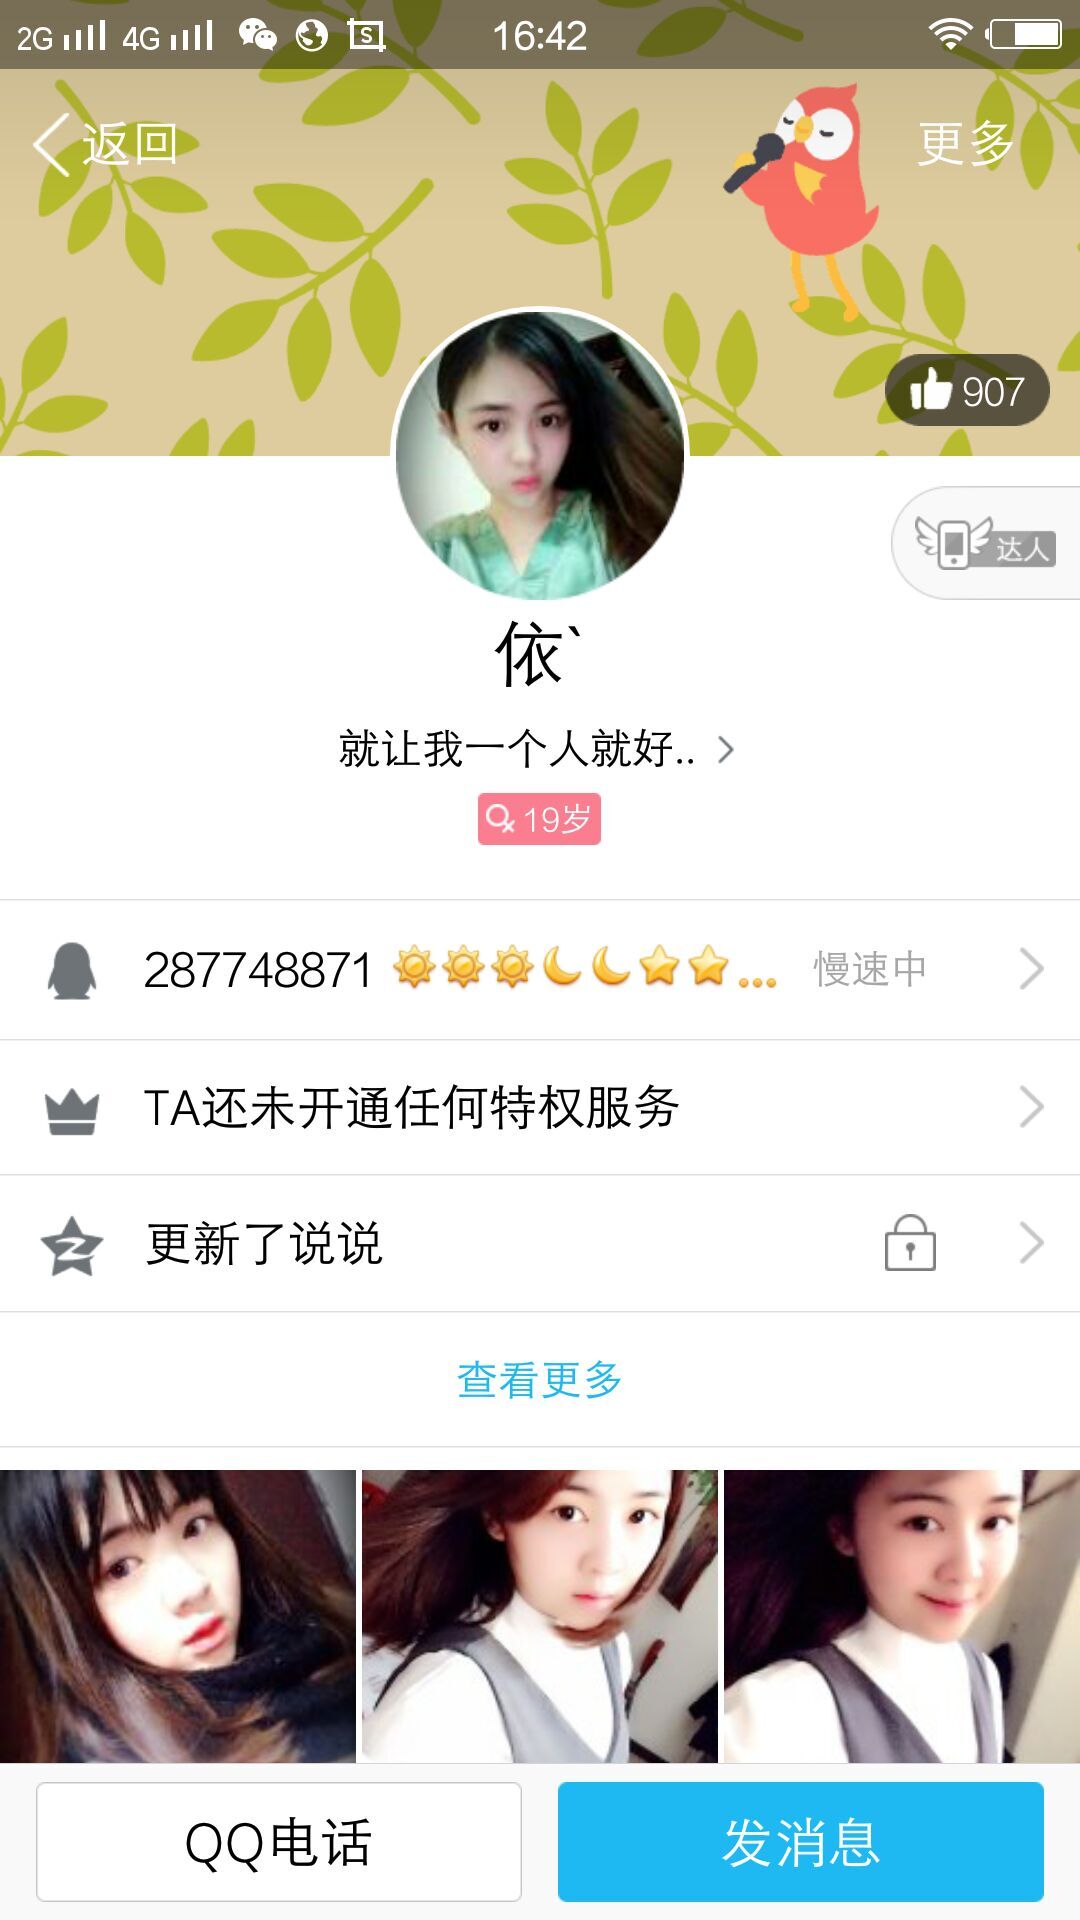 2G 4G 16:42
返回 更多
907
达人
依`
就让我一个人就好..
19岁
287748871 ... 慢速中
TA还未开通任何特权服务
更新了说说
查看更多
QQ电话 发消息